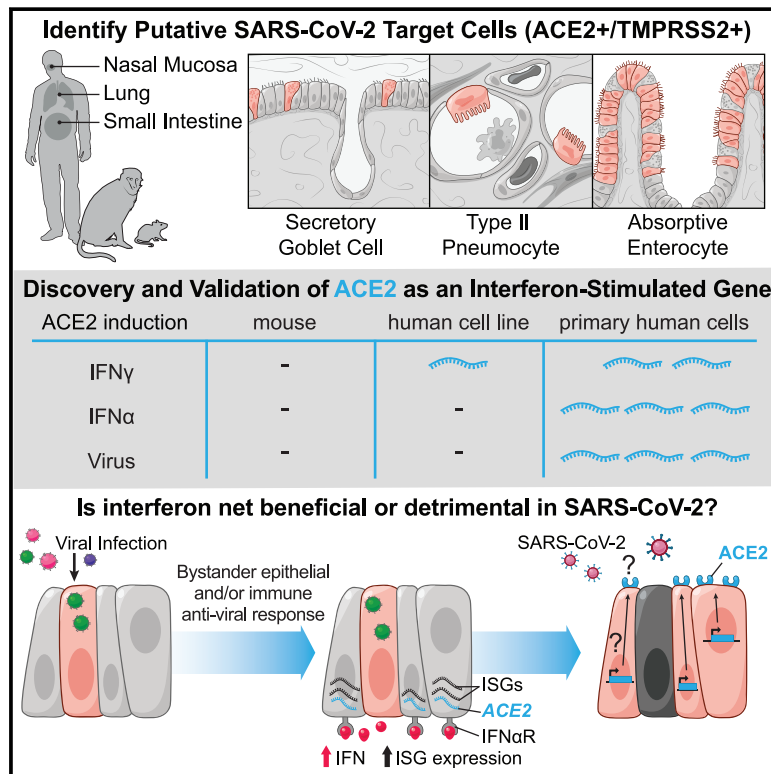 Identify Putative SARS-CoV-2 Target Cells (ACE2+/TMPRSS2+)
Nasal Mucosa
Lung
Small Intestine
Secretory
Goblet Cell
Type II
Pneumocyte
Absorptive
Enterocyte
Discovery and Validation of ACE2 as an Interferon-Stimulated Gene
ACE2 induction mouse human cell line primary human cells
IFNγ -
IFNα - -
Virus - -
Is interferon net beneficial or detrimental in SARS-CoV-2?
Viral Infection
Bystander epithelial
and/or immune
anti-viral response
ISGs
ACE2
IFNαR
IFN ISG expression
SARS-CoV-2
ACE2
?
?